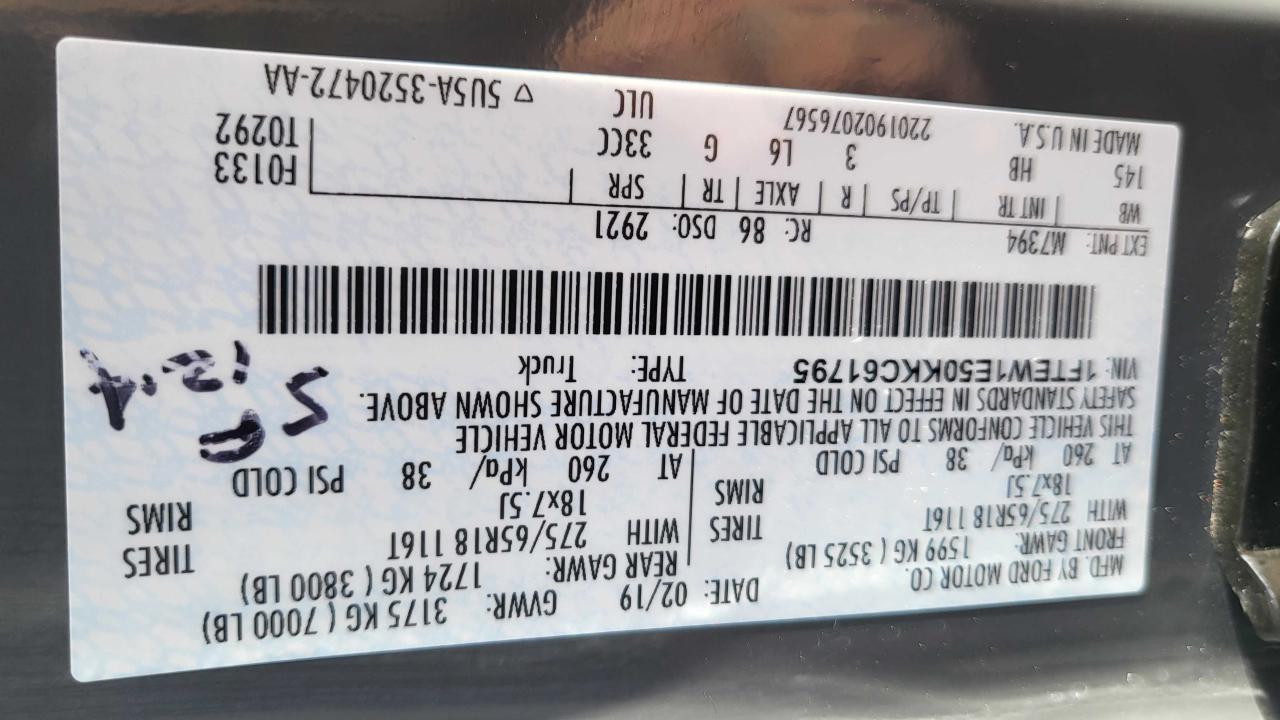 MFD. BY FORD MOTOR CO. DATE: 02/19 GVWR: 3175 KG ( 7000 LB)
FRONT GAWR: 1599 KG ( 3525 LB) REAR GAWR: 1724 KG ( 3800 LB)
WITH 275/65R18 116T TIRES WITH 275/65R18 116T TIRES
18x7.5J RIMS 18x7.5J RIMS
AT 260 kPa/ 38 PSI COLD AT 260 kPa/ 38 PSI COLD
THIS VEHICLE CONFORMS TO ALL APPLICABLE FEDERAL MOTOR VEHICLE
SAFETY STANDARDS IN EFFECT ON THE DATE OF MANUFACTURE SHOWN ABOVE.
VIN: 1FTEW1E50KKC61795 TYPE: Truck
EXT PNT: M7394 RC: 86 DSO: 2921
WB INT TR TP/PS R AXLE TR SPR F0133
145 HB 3 L6 G 33CC T0292
MADE IN U.S.A. 2201902076567 ULC ▽ 5U5A-3520472-AA